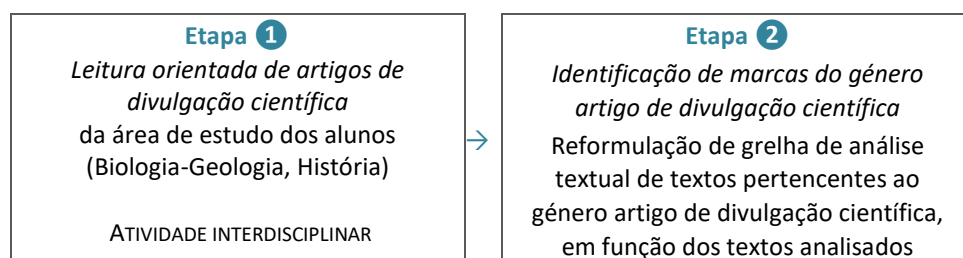 Etapa ❶
Leitura orientada de artigos de
divulgação científica
da área de estudo dos alunos
(Biologia-Geologia, História)
ATIVIDADE INTERDISCIPLINAR
→
Etapa ❷
Identificação de marcas do género
artigo de divulgação científica
Reformulação de grelha de análise
textual de textos pertencentes ao
género artigo de divulgação científica,
em função dos textos analisados